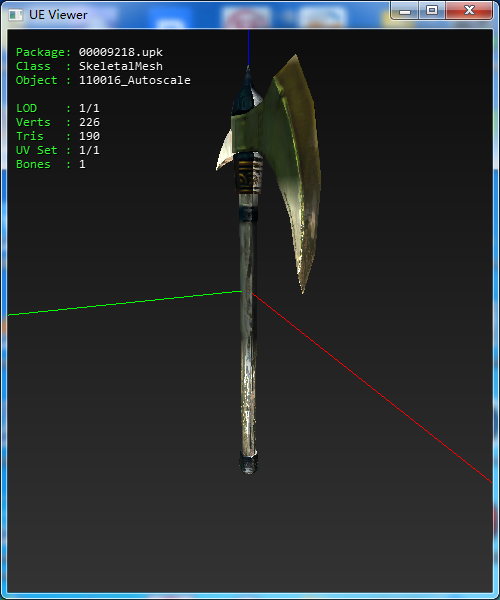 UE Viewer
Package: 00009218.upk
Class : SkeletalMesh
Object : 110016_Autoscale
LOD : 1/1
Verts : 226
Tris : 190
UV Set : 1/1
Bones : 1